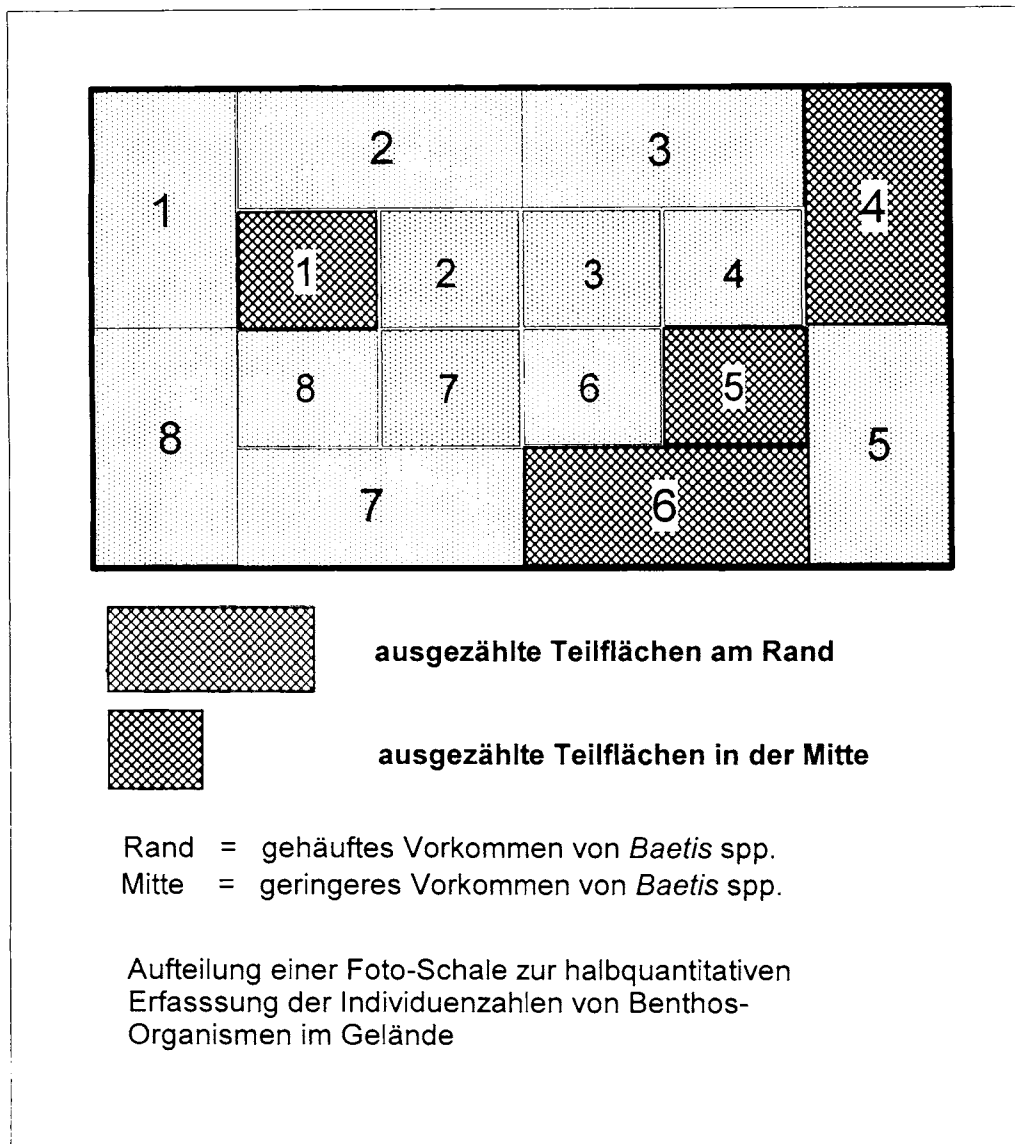 2 3
1 4
1 2 3 4
8 7 6 5
8 5
7 6
ausgezählte Teilflächen am Rand
ausgezählte Teilflächen in der Mitte
Rand = gehäuftes Vorkommen von Baetis spp.
Mitte = geringeres Vorkommen von Baetis spp.
Aufteilung einer Foto-Schale zur halbquantitativen
Erfasssung der Individuenzahlen von Benthos-
Organismen im Gelände